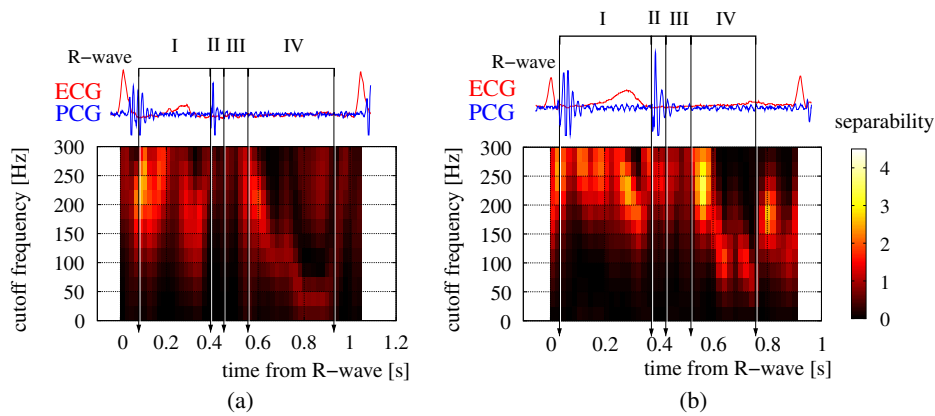 I II III IV
R−wave
ECG
PCG
cutoff frequency [Hz]
300
250
200
150
100
50
0
0 0.2 0.4 0.6 0.8 1 1.2
time from R−wave [s]
(a)
I II III IV
R−wave
ECG
PCG
cutoff frequency [Hz]
300
250
200
150
100
50
0
0 0.2 0.4 0.6 0.8 1
time from R−wave [s]
(b)
separability
4
3
2
1
0